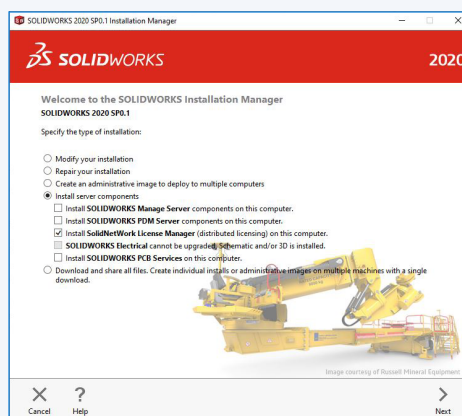 SOLIDWORKS 2020 SP0.1 Installation Manager
SOLIDWORKS
2020
Welcome to the SOLIDWORKS Installation Manager
SOLIDWORKS 2020 SP0.1
Specify the type of installation:
Modify your installation
Repair your installation
Create an administrative image to deploy to multiple computers
Install server components
Install SOLIDWORKS Manage Server components on this computer.
Install SOLIDWORKS PDM Server components on this computer.
Install SolidNetWork License Manager (distributed licensing) on this computer.
SOLIDWORKS Electrical cannot be upgraded. Schematic and/or 3D is installed.
Install SOLIDWORKS PCB Services on this computer.
Download and share all files. Create individual installs or administrative images on multiple machines with a single
download.
Image courtesy of Russell Mineral Equipment
Cancel
Help
Next